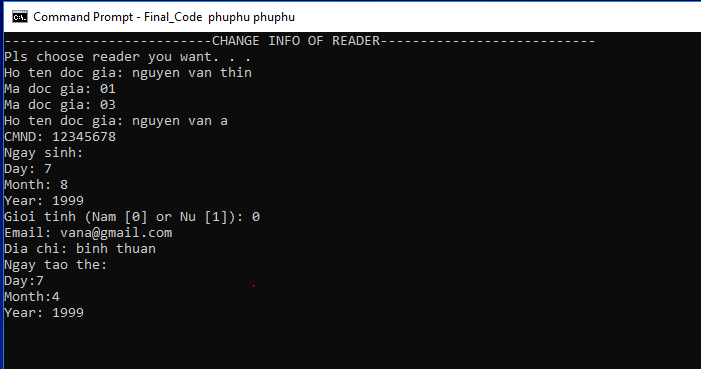 Command Prompt - Final_Code phuphu phuphu
--------------------------CHANGE INFO OF READER---------------------------
Pls choose reader you want. . .
Ho ten doc gia: nguyen van thin
Ma doc gia: 01
Ma doc gia: 03
Ho ten doc gia: nguyen van a
CMND: 12345678
Ngay sinh:
Day: 7
Month: 8
Year: 1999
Gioi tinh (Nam [0] or Nu [1]): 0
Email: vana@gmail.com
Dia chi: binh thuan
Ngay tao the:
Day:7
Month:4
Year: 1999